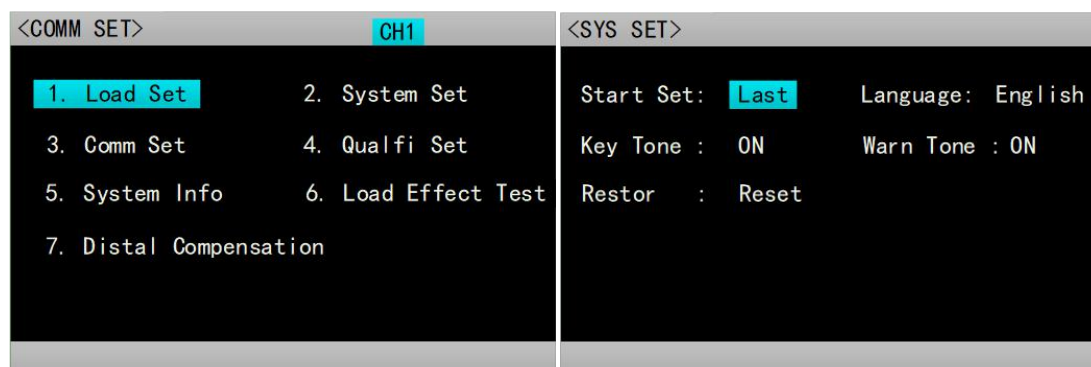 <COMM SET> CH1
1. Load Set 2. System Set
3. Comm Set 4. Qualfi Set
5. System Info 6. Load Effect Test
7. Distal Compensation
<SYS SET>
Start Set: Last Language: English
Key Tone : ON Warn Tone : ON
Restor : Reset